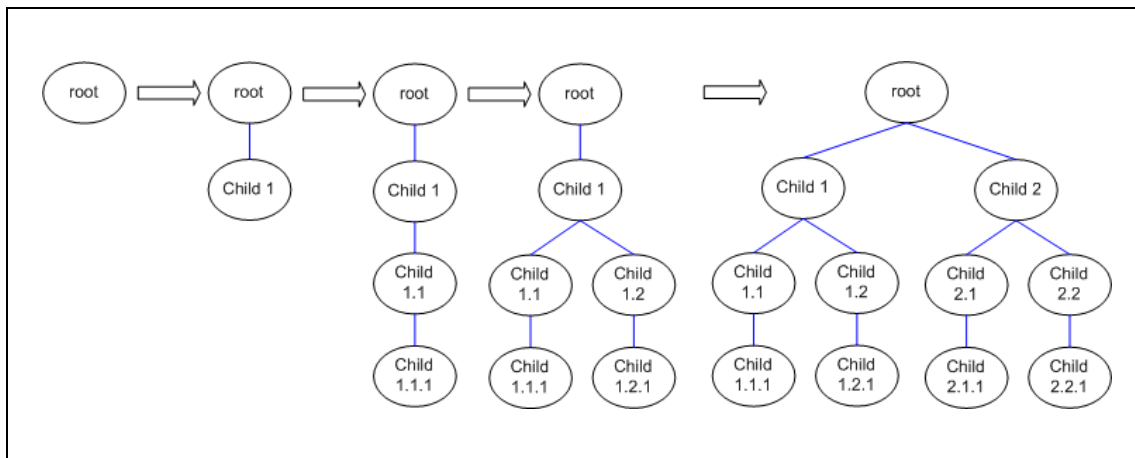 root
root
root
root
root
Child 1
Child 1
Child 1
Child 1
Child 2
Child
1.1
Child
1.1
Child
1.2
Child
1.1
Child
1.2
Child
2.1
Child
2.2
Child
1.1.1
Child
1.1.1
Child
1.2.1
Child
1.1.1
Child
1.2.1
Child
2.1.1
Child
2.2.1